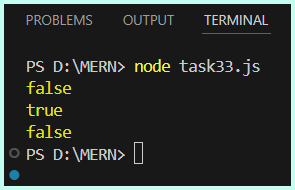 PROBLEMS OUTPUT TERMINAL
PS D:\MERN> node task33.js
false
true
false
PS D:\MERN>